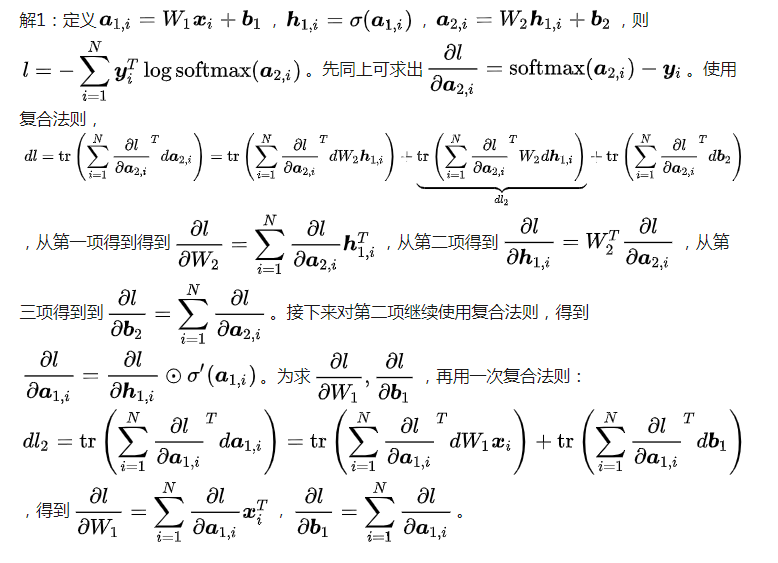 解1：定义 $\boldsymbol{a}_{1,i} = W_1\boldsymbol{x}_i + \boldsymbol{b}_1$ ，$\boldsymbol{h}_{1,i} = \sigma(\boldsymbol{a}_{1,i})$ ，$\boldsymbol{a}_{2,i} = W_2\boldsymbol{h}_{1,i} + \boldsymbol{b}_2$ ，则
$l = -\sum_{i=1}^{N} \boldsymbol{y}_i^T \log \text{softmax}(\boldsymbol{a}_{2,i})$ 。先同上可求出 $\frac{\partial l}{\partial \boldsymbol{a}_{2,i}} = \text{softmax}(\boldsymbol{a}_{2,i}) - \boldsymbol{y}_i$ 。使用
复合法则，
$dl = \text{tr}\left(\sum_{i=1}^{N} \frac{\partial l}{\partial \boldsymbol{a}_{2,i}}^T d\boldsymbol{a}_{2,i}\right) = \text{tr}\left(\sum_{i=1}^{N} \frac{\partial l}{\partial \boldsymbol{a}_{2,i}}^T dW_2\boldsymbol{h}_{1,i}\right) + \underbrace{\text{tr}\left(\sum_{i=1}^{N} \frac{\partial l}{\partial \boldsymbol{a}_{2,i}}^T W_2 d\boldsymbol{h}_{1,i}\right)}_{dl_2} + \text{tr}\left(\sum_{i=1}^{N} \frac{\partial l}{\partial \boldsymbol{a}_{2,i}}^T d\boldsymbol{b}_2\right)$
，从第一项得到得到 $\frac{\partial l}{\partial W_2} = \sum_{i=1}^{N} \frac{\partial l}{\partial \boldsymbol{a}_{2,i}} \boldsymbol{h}_{1,i}^T$ ，从第二项得到 $\frac{\partial l}{\partial \boldsymbol{h}_{1,i}} = W_2^T \frac{\partial l}{\partial \boldsymbol{a}_{2,i}}$ ，从第
三项得到到 $\frac{\partial l}{\partial \boldsymbol{b}_2} = \sum_{i=1}^{N} \frac{\partial l}{\partial \boldsymbol{a}_{2,i}}$ 。接下来对第二项继续使用复合法则，得到
$\frac{\partial l}{\partial \boldsymbol{a}_{1,i}} = \frac{\partial l}{\partial \boldsymbol{h}_{1,i}} \odot \sigma'(\boldsymbol{a}_{1,i})$ 。为求 $\frac{\partial l}{\partial W_1}, \frac{\partial l}{\partial \boldsymbol{b}_1}$ ，再用一次复合法则：
$dl_2 = \text{tr}\left(\sum_{i=1}^{N} \frac{\partial l}{\partial \boldsymbol{a}_{1,i}}^T d\boldsymbol{a}_{1,i}\right) = \text{tr}\left(\sum_{i=1}^{N} \frac{\partial l}{\partial \boldsymbol{a}_{1,i}}^T dW_1\boldsymbol{x}_i\right) + \text{tr}\left(\sum_{i=1}^{N} \frac{\partial l}{\partial \boldsymbol{a}_{1,i}}^T d\boldsymbol{b}_1\right)$
，得到 $\frac{\partial l}{\partial W_1} = \sum_{i=1}^{N} \frac{\partial l}{\partial \boldsymbol{a}_{1,i}} \boldsymbol{x}_i^T$ ，$\frac{\partial l}{\partial \boldsymbol{b}_1} = \sum_{i=1}^{N} \frac{\partial l}{\partial \boldsymbol{a}_{1,i}}$ 。